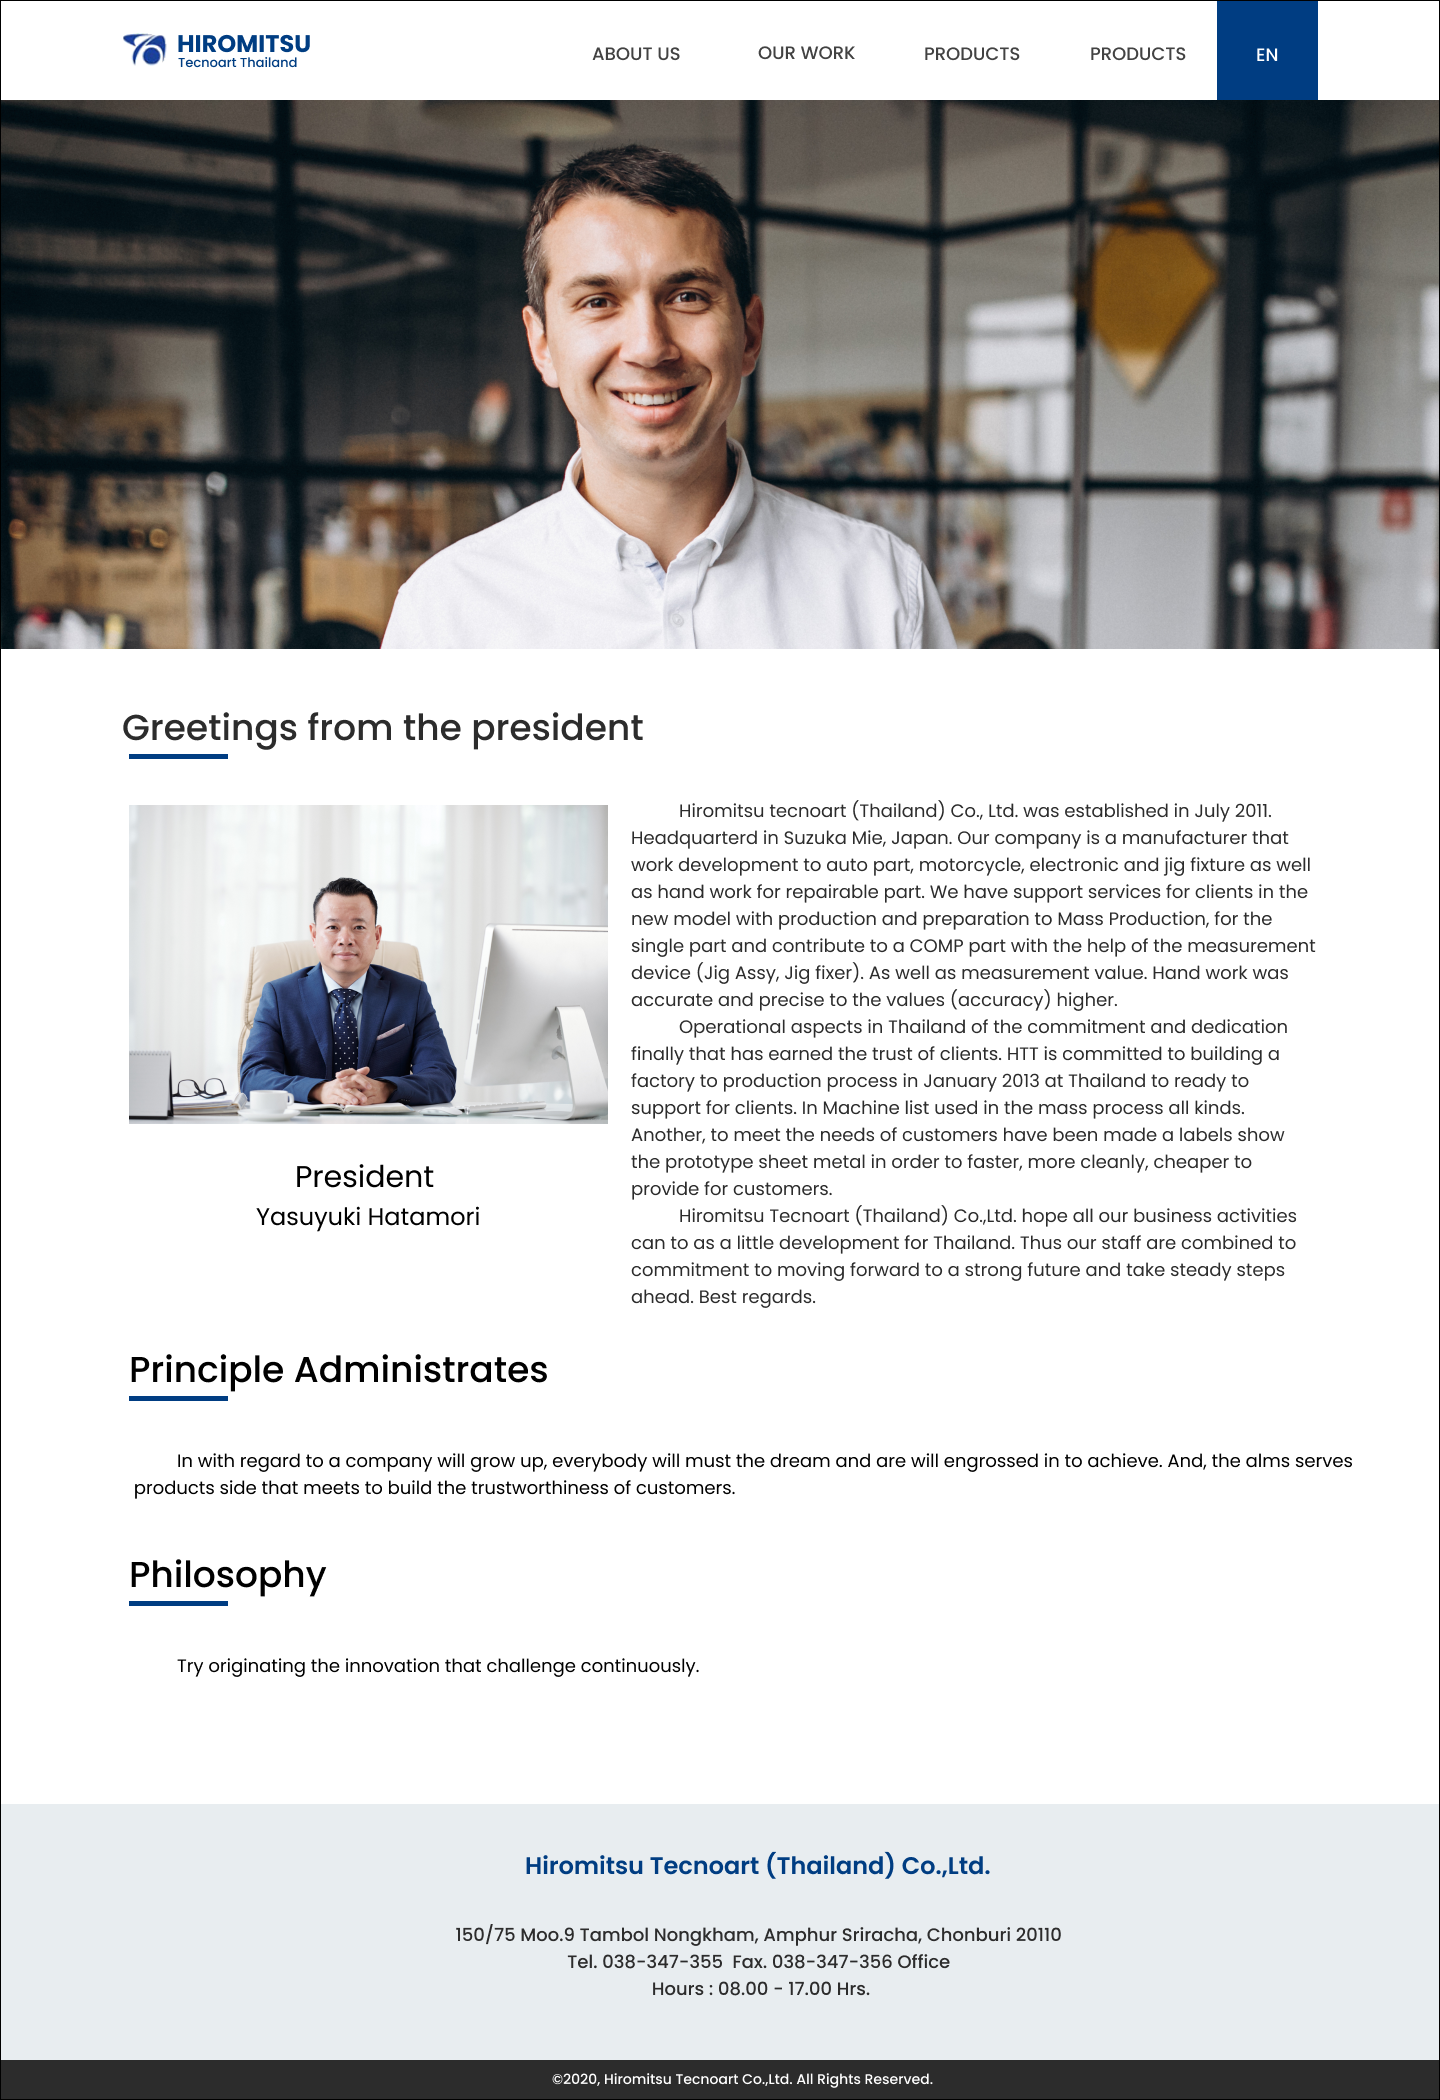 HIROMITSU
Tecnoart Thailand
ABOUT US
OUR WORK
PRODUCTS
PRODUCTS
EN
Greetings from the president
Hiromitsu tecnoart (Thailand) Co., Ltd. was established in July 2011.
Headquarterd in Suzuka Mie, Japan. Our company is a manufacturer that
work development to auto part, motorcycle, electronic and jig fixture as well
as hand work for repairable part. We have support services for clients in the
new model with production and preparation to Mass Production, for the
single part and contribute to a COMP part with the help of the measurement
device (Jig Assy, Jig fixer). As well as measurement value. Hand work was
accurate and precise to the values (accuracy) higher.
Operational aspects in Thailand of the commitment and dedication
finally that has earned the trust of clients. HTT is committed to building a
factory to production process in January 2013 at Thailand to ready to
support for clients. In Machine list used in the mass process all kinds.
Another, to meet the needs of customers have been made a labels show
the prototype sheet metal in order to faster, more cleanly, cheaper to
provide for customers.
Hiromitsu Tecnoart (Thailand) Co.,Ltd. hope all our business activities
can to as a little development for Thailand. Thus our staff are combined to
commitment to moving forward to a strong future and take steady steps
ahead. Best regards.
President
Yasuyuki Hatamori
Principle Administrates
In with regard to a company will grow up, everybody will must the dream and are will engrossed in to achieve. And, the alms serves
products side that meets to build the trustworthiness of customers.
Philosophy
Try originating the innovation that challenge continuously.
Hiromitsu Tecnoart (Thailand) Co.,Ltd.
150/75 Moo.9 Tambol Nongkham, Amphur Sriracha, Chonburi 20110
Tel. 038-347-355 Fax. 038-347-356 Office
Hours : 08.00 - 17.00 Hrs.
©2020, Hiromitsu Tecnoart Co.,Ltd. All Rights Reserved.